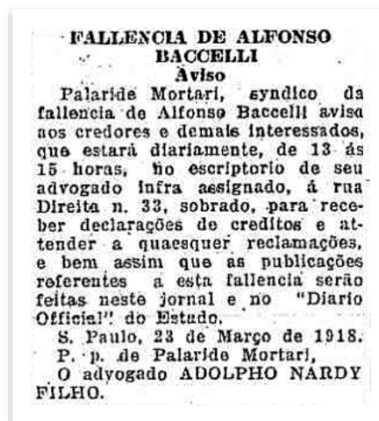 FALLENCIA DE ALFONSO
BACCELLI
Aviso
Palaride Mortari, syndico da
fallencia de Alfonso Baccelli avisa
aos credores e demais interessados,
que estará diariamente, de 13 ás
15 horas, no escriptorio de seu
advogado infra assignado, á rua
Direita n. 33, sobrado, para rece-
ber declarações de creditos e at-
tender a quaesquer reclamações,
e bem assim que as publicações
referentes a esta fallencia serão
feitas neste jornal e no "Diario
Official" do Estado.
S. Paulo, 23 de Março de 1918.
P. p. de Palaride Mortari,
O advogado ADOLPHO NARDY
FILHO.